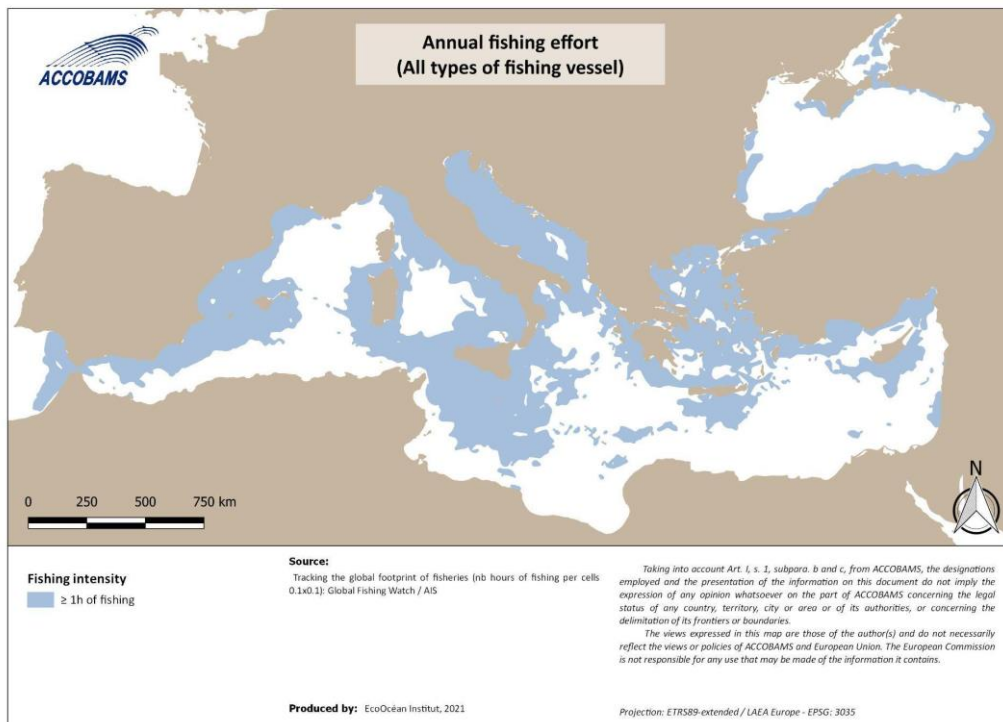 ACCOBAMS
Annual fishing effort
(All types of fishing vessel)
N
0 250 500 750 km
Fishing intensity
≥ 1h of fishing
Source:
Tracking the global footprint of fisheries (nb hours of fishing per cells
0.1x0.1): Global Fishing Watch / AIS
Produced by: EcoOcéan Institut, 2021
Taking into account Art. I, s. 1, subpara. b and c, from ACCOBAMS, the designations
employed and the presentation of the information on this document do not imply the
expression of any opinion whatsoever on the part of ACCOBAMS concerning the legal
status of any country, territory, city or area or of its authorities, or concerning the
delimitation of its frontiers or boundaries.
The views expressed in this map are those of the author(s) and do not necessarily
reflect the views or policies of ACCOBAMS and European Union. The European Commission
is not responsible for any use that may be made of the information it contains.
Projection: ETRS89-extended / LAEA Europe - EPSG: 3035